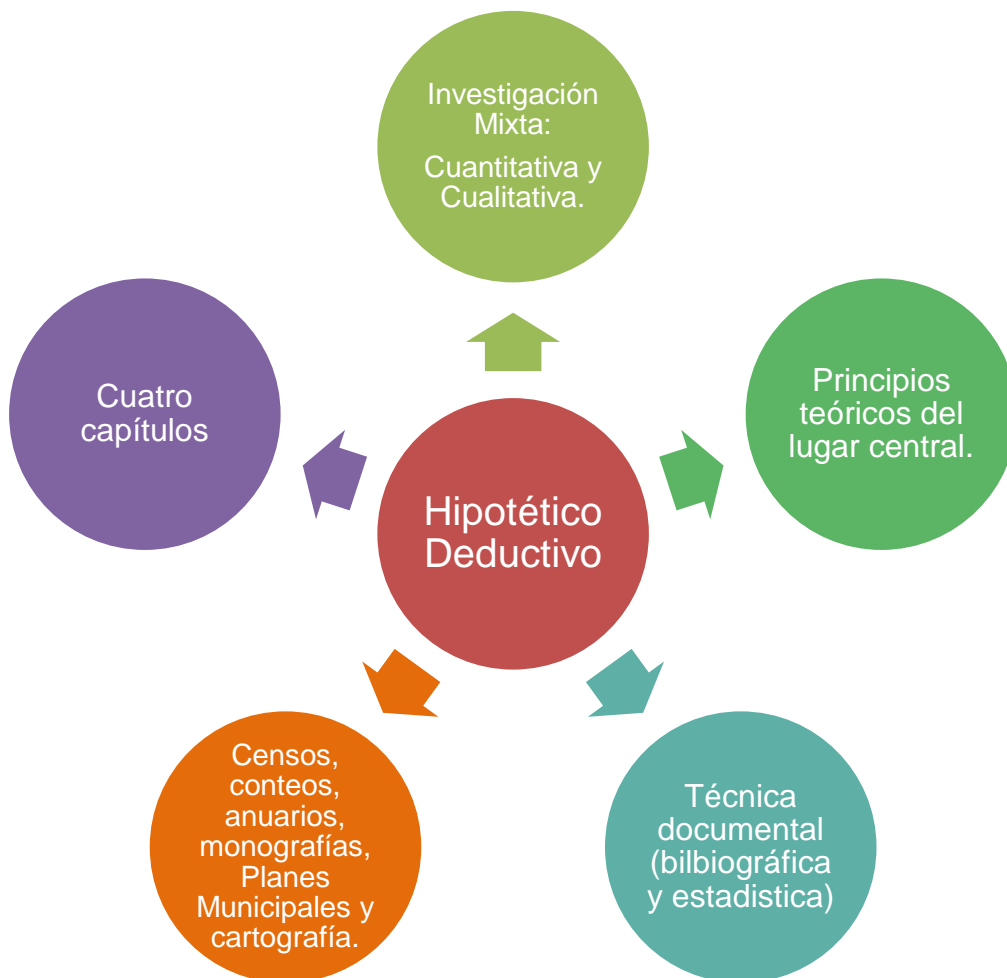 Investigación
Mixta:
Cuantitativa y
Cualitativa.
Principios
teóricos del
lugar central.
Técnica
documental
(bilbiográfica
y estadistica)
Censos,
conteos,
anuarios,
monografías,
Planes
Municipales y
cartografía.
Cuatro
capítulos
Hipotético
Deductivo